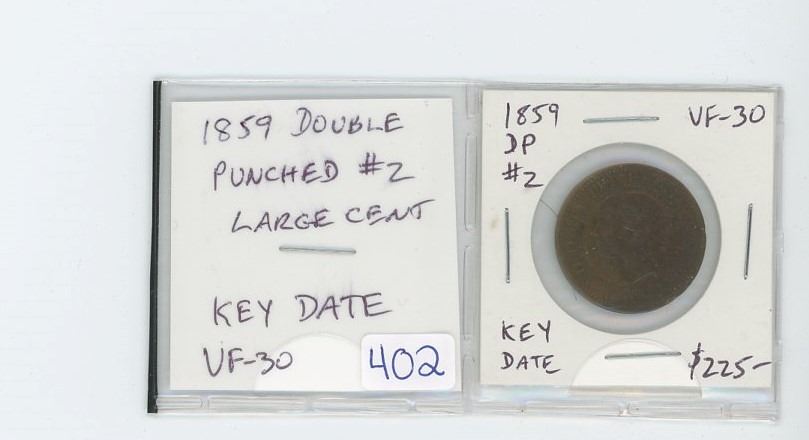 1859 DOUBLE
PUNCHED #2
LARGE CENT
KEY DATE
VF-30
402
1859 VF-30
DP
#2
KEY
DATE $225-